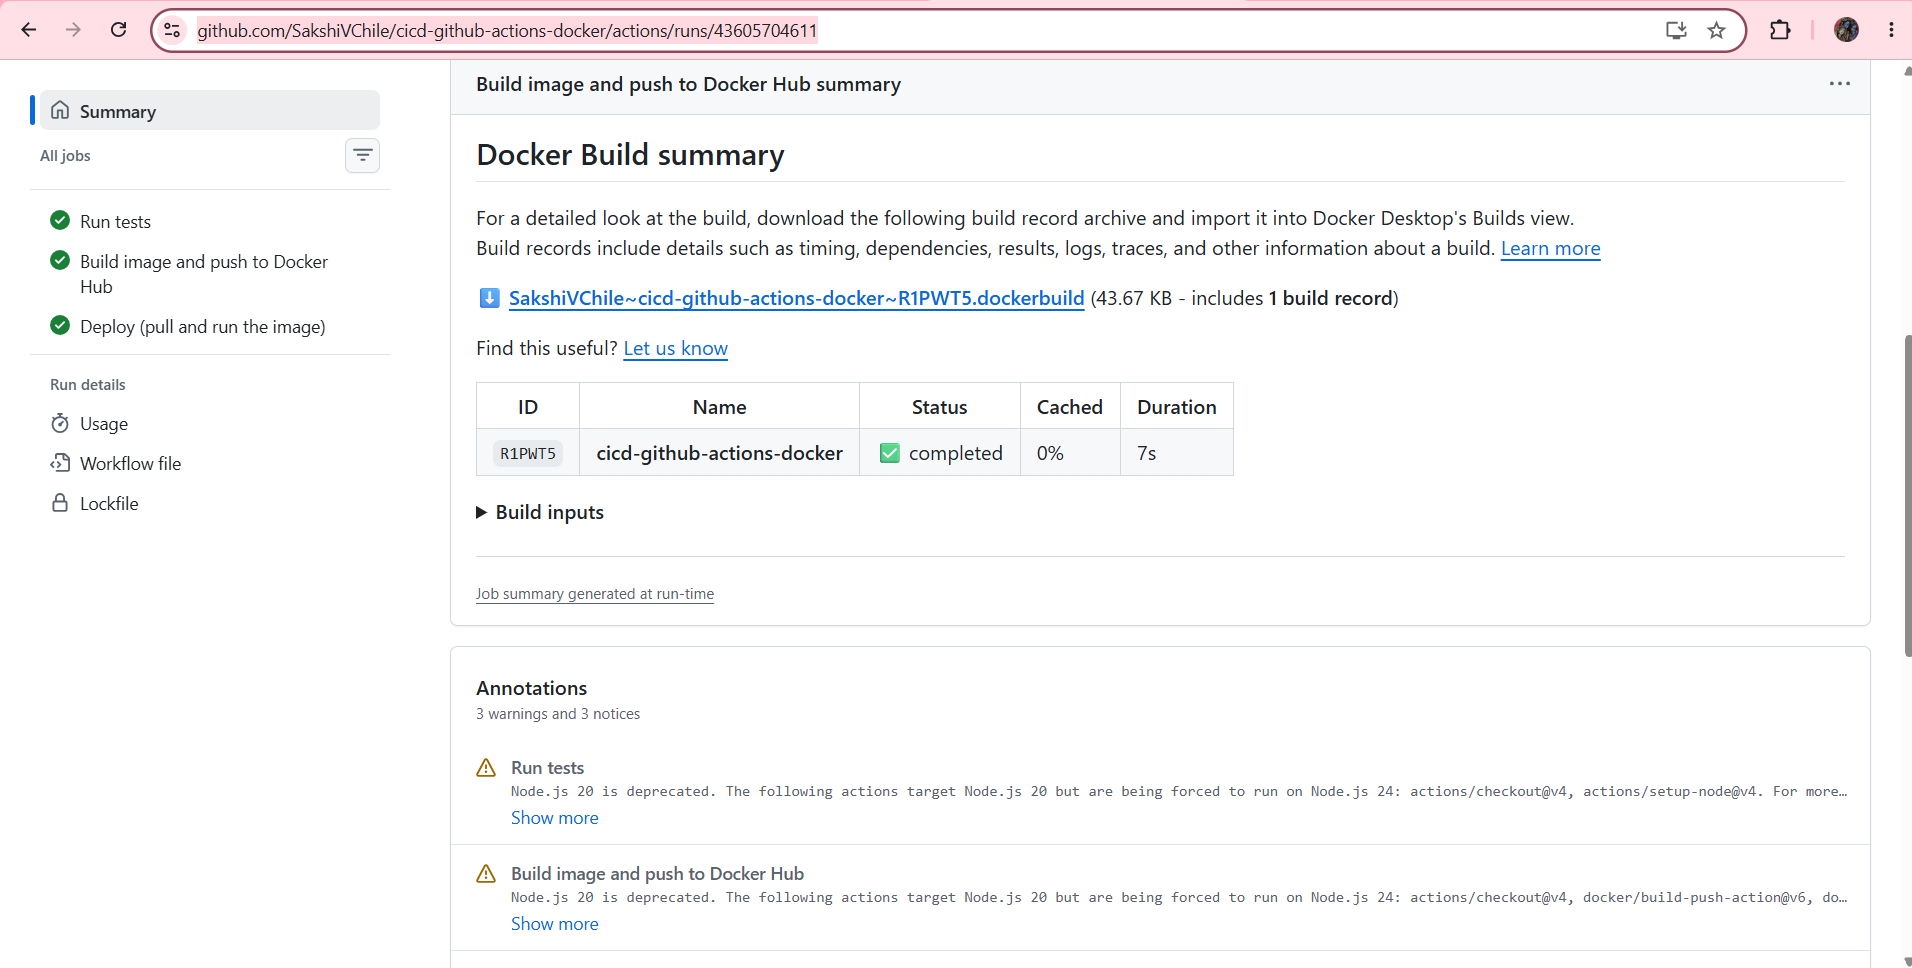 github.com/SakshiVChile/cicd-github-actions-docker/actions/runs/43605704611
Summary
All jobs
Run tests
Build image and push to Docker
Hub
Deploy (pull and run the image)
Run details
Usage
Workflow file
Lockfile
Build image and push to Docker Hub summary
Docker Build summary
For a detailed look at the build, download the following build record archive and import it into Docker Desktop's Builds view.
Build records include details such as timing, dependencies, results, logs, traces, and other information about a build. Learn more
SakshiVChile~cicd-github-actions-docker~R1PWT5.dockerbuild (43.67 KB - includes 1 build record)
Find this useful? Let us know
ID Name Status Cached Duration
R1PWT5 cicd-github-actions-docker completed 0% 7s
Build inputs
Job summary generated at run-time
Annotations
3 warnings and 3 notices
Run tests
Node.js 20 is deprecated. The following actions target Node.js 20 but are being forced to run on Node.js 24: actions/checkout@v4, actions/setup-node@v4. For more…
Show more
Build image and push to Docker Hub
Node.js 20 is deprecated. The following actions target Node.js 20 but are being forced to run on Node.js 24: actions/checkout@v4, docker/build-push-action@v6, do…
Show more